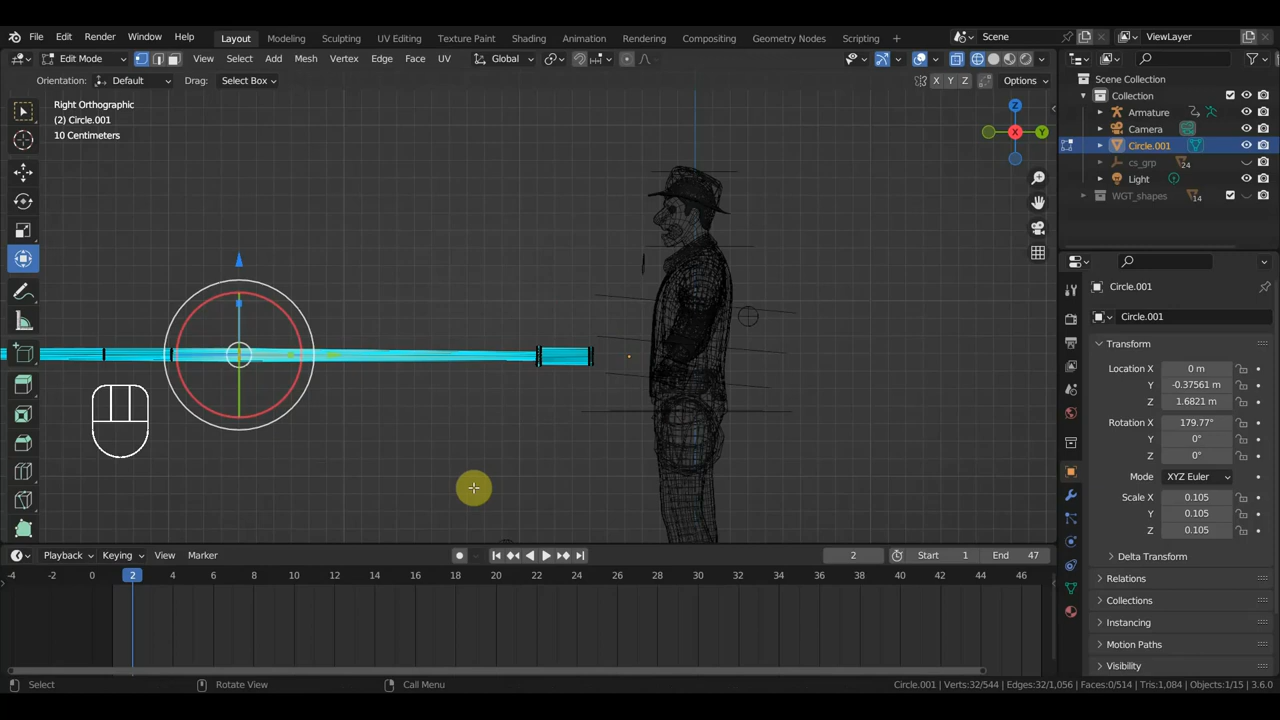 File Edit Render Window Help Layout Modeling Sculpting UV Editing Texture Paint Shading Animation Rendering Compositing Geometry Nodes Scripting Scene ViewLayer
Edit Mode View Select Add Mesh Vertex Edge Face UV Global
Orientation: Default Drag: Select Box X Y Z Options
Right Orthographic
(2) Circle.001
10 Centimeters
Z
X
Y
Scene Collection
Collection
Armature
Camera
Circle.001
cs_grp 24
Light
WGT_shapes 14
Circle.001
Circle.001
Transform
Location X 0 m
Y -0.37561 m
Z 1.6821 m
Rotation X 179.77°
Y 0°
Z 0°
Mode XYZ Euler
Scale X 0.105
Y 0.105
Z 0.105
Delta Transform
Relations
Collections
Instancing
Motion Paths
Visibility
Playback Keying View Marker 2 Start 1 End 47
-4 -2 0 2 4 6 8 10 12 14 16 18 20 22 24 26 28 30 32 34 36 38 40 42 44 46
Select Rotate View Call Menu Circle.001 | Verts:32/544 | Edges:32/1,056 | Faces:0/514 | Tris:1,084 | Objects:1/15 | 3.6.0